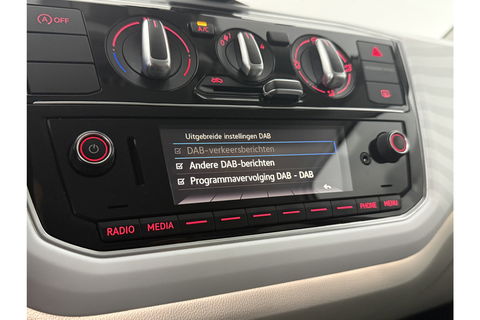 OFF
A/C
Uitgebreide instellingen DAB
DAB-verkeersberichten
Andere DAB-berichten
Programmavervolging DAB - DAB
RADIO MEDIA PHONE MENU